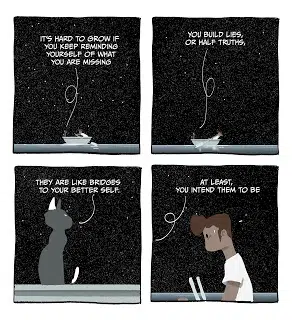 IT'S HARD TO GROW IF
YOU KEEP REMINDING
YOURSELF OF WHAT
YOU ARE MISSING
YOU BUILD LIES,
OR HALF TRUTHS,
THEY ARE LIKE BRIDGES
TO YOUR BETTER SELF.
AT LEAST,
YOU INTEND THEM TO BE